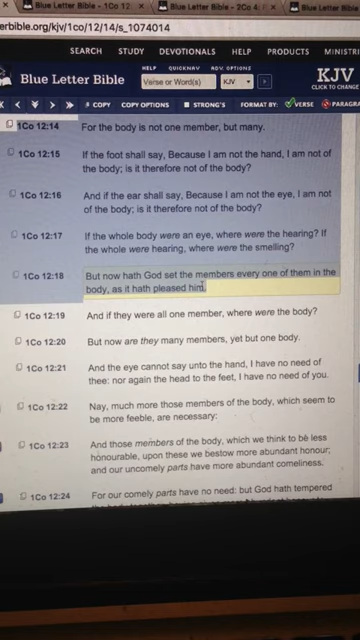 Blue Letter Bible - 1Co 12:
Blue Letter Bible - 2Co 4:
Blue Letter Bible
erbible.org/kjv/1co/12/14/s_1074014
SEARCH STUDY DEVOTIONALS HELP PRODUCTS MINISTRI
HELP QUICKNAV ADV. OPTIONS
Blue Letter Bible Verse or Word(s) KJV KJV
CLICK TO CHANGE
COPY COPY OPTIONS STRONG'S FORMAT BY: VERSE PARAGR
1Co 12:14 For the body is not one member, but many.
1Co 12:15 If the foot shall say, Because I am not the hand, I am not of
the body; is it therefore not of the body?
1Co 12:16 And if the ear shall say, Because I am not the eye, I am not
of the body; is it therefore not of the body?
1Co 12:17 If the whole body were an eye, where were the hearing? If
the whole were hearing, where were the smelling?
1Co 12:18 But now hath God set the members every one of them in the
body, as it hath pleased him.
1Co 12:19 And if they were all one member, where were the body?
1Co 12:20 But now are they many members, yet but one body.
1Co 12:21 And the eye cannot say unto the hand, I have no need of
thee: nor again the head to the feet, I have no need of you.
1Co 12:22 Nay, much more those members of the body, which seem to
be more feeble, are necessary:
1Co 12:23 And those members of the body, which we think to be less
honourable, upon these we bestow more abundant honour;
and our uncomely parts have more abundant comeliness.
1Co 12:24 For our comely parts have no need: but God hath tempered